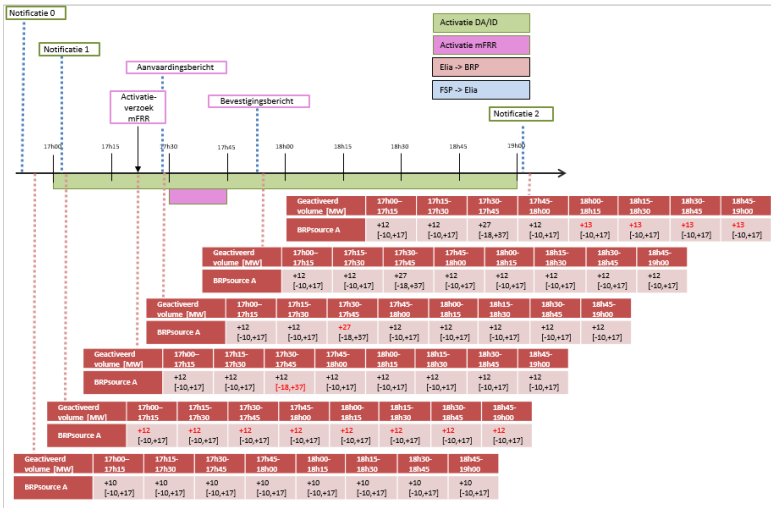 Notificatie 0
Activatie DA/ID
Notificatie 1
Activatie mFRR
Aanvaardingsbericht
Elia -> BRP
FSP -> Elia
Activatie-
verzoek
mFRR
Bevestigingsbericht
Notificatie 2
17h00 17h15 17h30 17h45 18h00 18h15 18h30 18h45 19h00
Geactiveerd 17h00– 17h15- 17h30- 17h45- 18h00- 18h15- 18h30- 18h45-
volume [MW] 17h15 17h30 17h45 18h00 18h15 18h30 18h45 19h00
BRPsource A +12 +12 +27 +12 +13 +13 +13 +13
[-10,+17] [-10,+17] [-18,+37] [-10,+17] [-10,+17] [-10,+17] [-10,+17] [-10,+17]
Geactiveerd 17h00– 17h15- 17h30- 17h45- 18h00- 18h15- 18h30- 18h45-
volume [MW] 17h15 17h30 17h45 18h00 18h15 18h30 18h45 19h00
BRPsource A +12 +12 +27 +12 +12 +12 +12 +12
[-10,+17] [-10,+17] [-18,+37] [-10,+17] [-10,+17] [-10,+17] [-10,+17] [-10,+17]
Geactiveerd 17h00– 17h15- 17h30- 17h45- 18h00- 18h15- 18h30- 18h45-
volume [MW] 17h15 17h30 17h45 18h00 18h15 18h30 18h45 19h00
BRPsource A +12 +12 +27 +12 +12 +12 +12 +12
[-10,+17] [-10,+17] [-18,+37] [-10,+17] [-10,+17] [-10,+17] [-10,+17] [-10,+17]
Geactiveerd 17h00– 17h15- 17h30- 17h45- 18h00- 18h15- 18h30- 18h45-
volume [MW] 17h15 17h30 17h45 18h00 18h15 18h30 18h45 19h00
BRPsource A +12 +12 +12 +12 +12 +12 +12 +12
[-10,+17] [-10,+17] [-18,+37] [-10,+17] [-10,+17] [-10,+17] [-10,+17] [-10,+17]
Geactiveerd 17h00– 17h15- 17h30- 17h45- 18h00- 18h15- 18h30- 18h45-
volume [MW] 17h15 17h30 17h45 18h00 18h15 18h30 18h45 19h00
BRPsource A +12 +12 +12 +12 +12 +12 +12 +12
[-10,+17] [-10,+17] [-10,+17] [-10,+17] [-10,+17] [-10,+17] [-10,+17] [-10,+17]
Geactiveerd 17h00– 17h15- 17h30- 17h45- 18h00- 18h15- 18h30- 18h45-
volume [MW] 17h15 17h30 17h45 18h00 18h15 18h30 18h45 19h00
BRPsource A +10 +10 +10 +10 +10 +10 +10 +10
[-10,+17] [-10,+17] [-10,+17] [-10,+17] [-10,+17] [-10,+17] [-10,+17] [-10,+17]